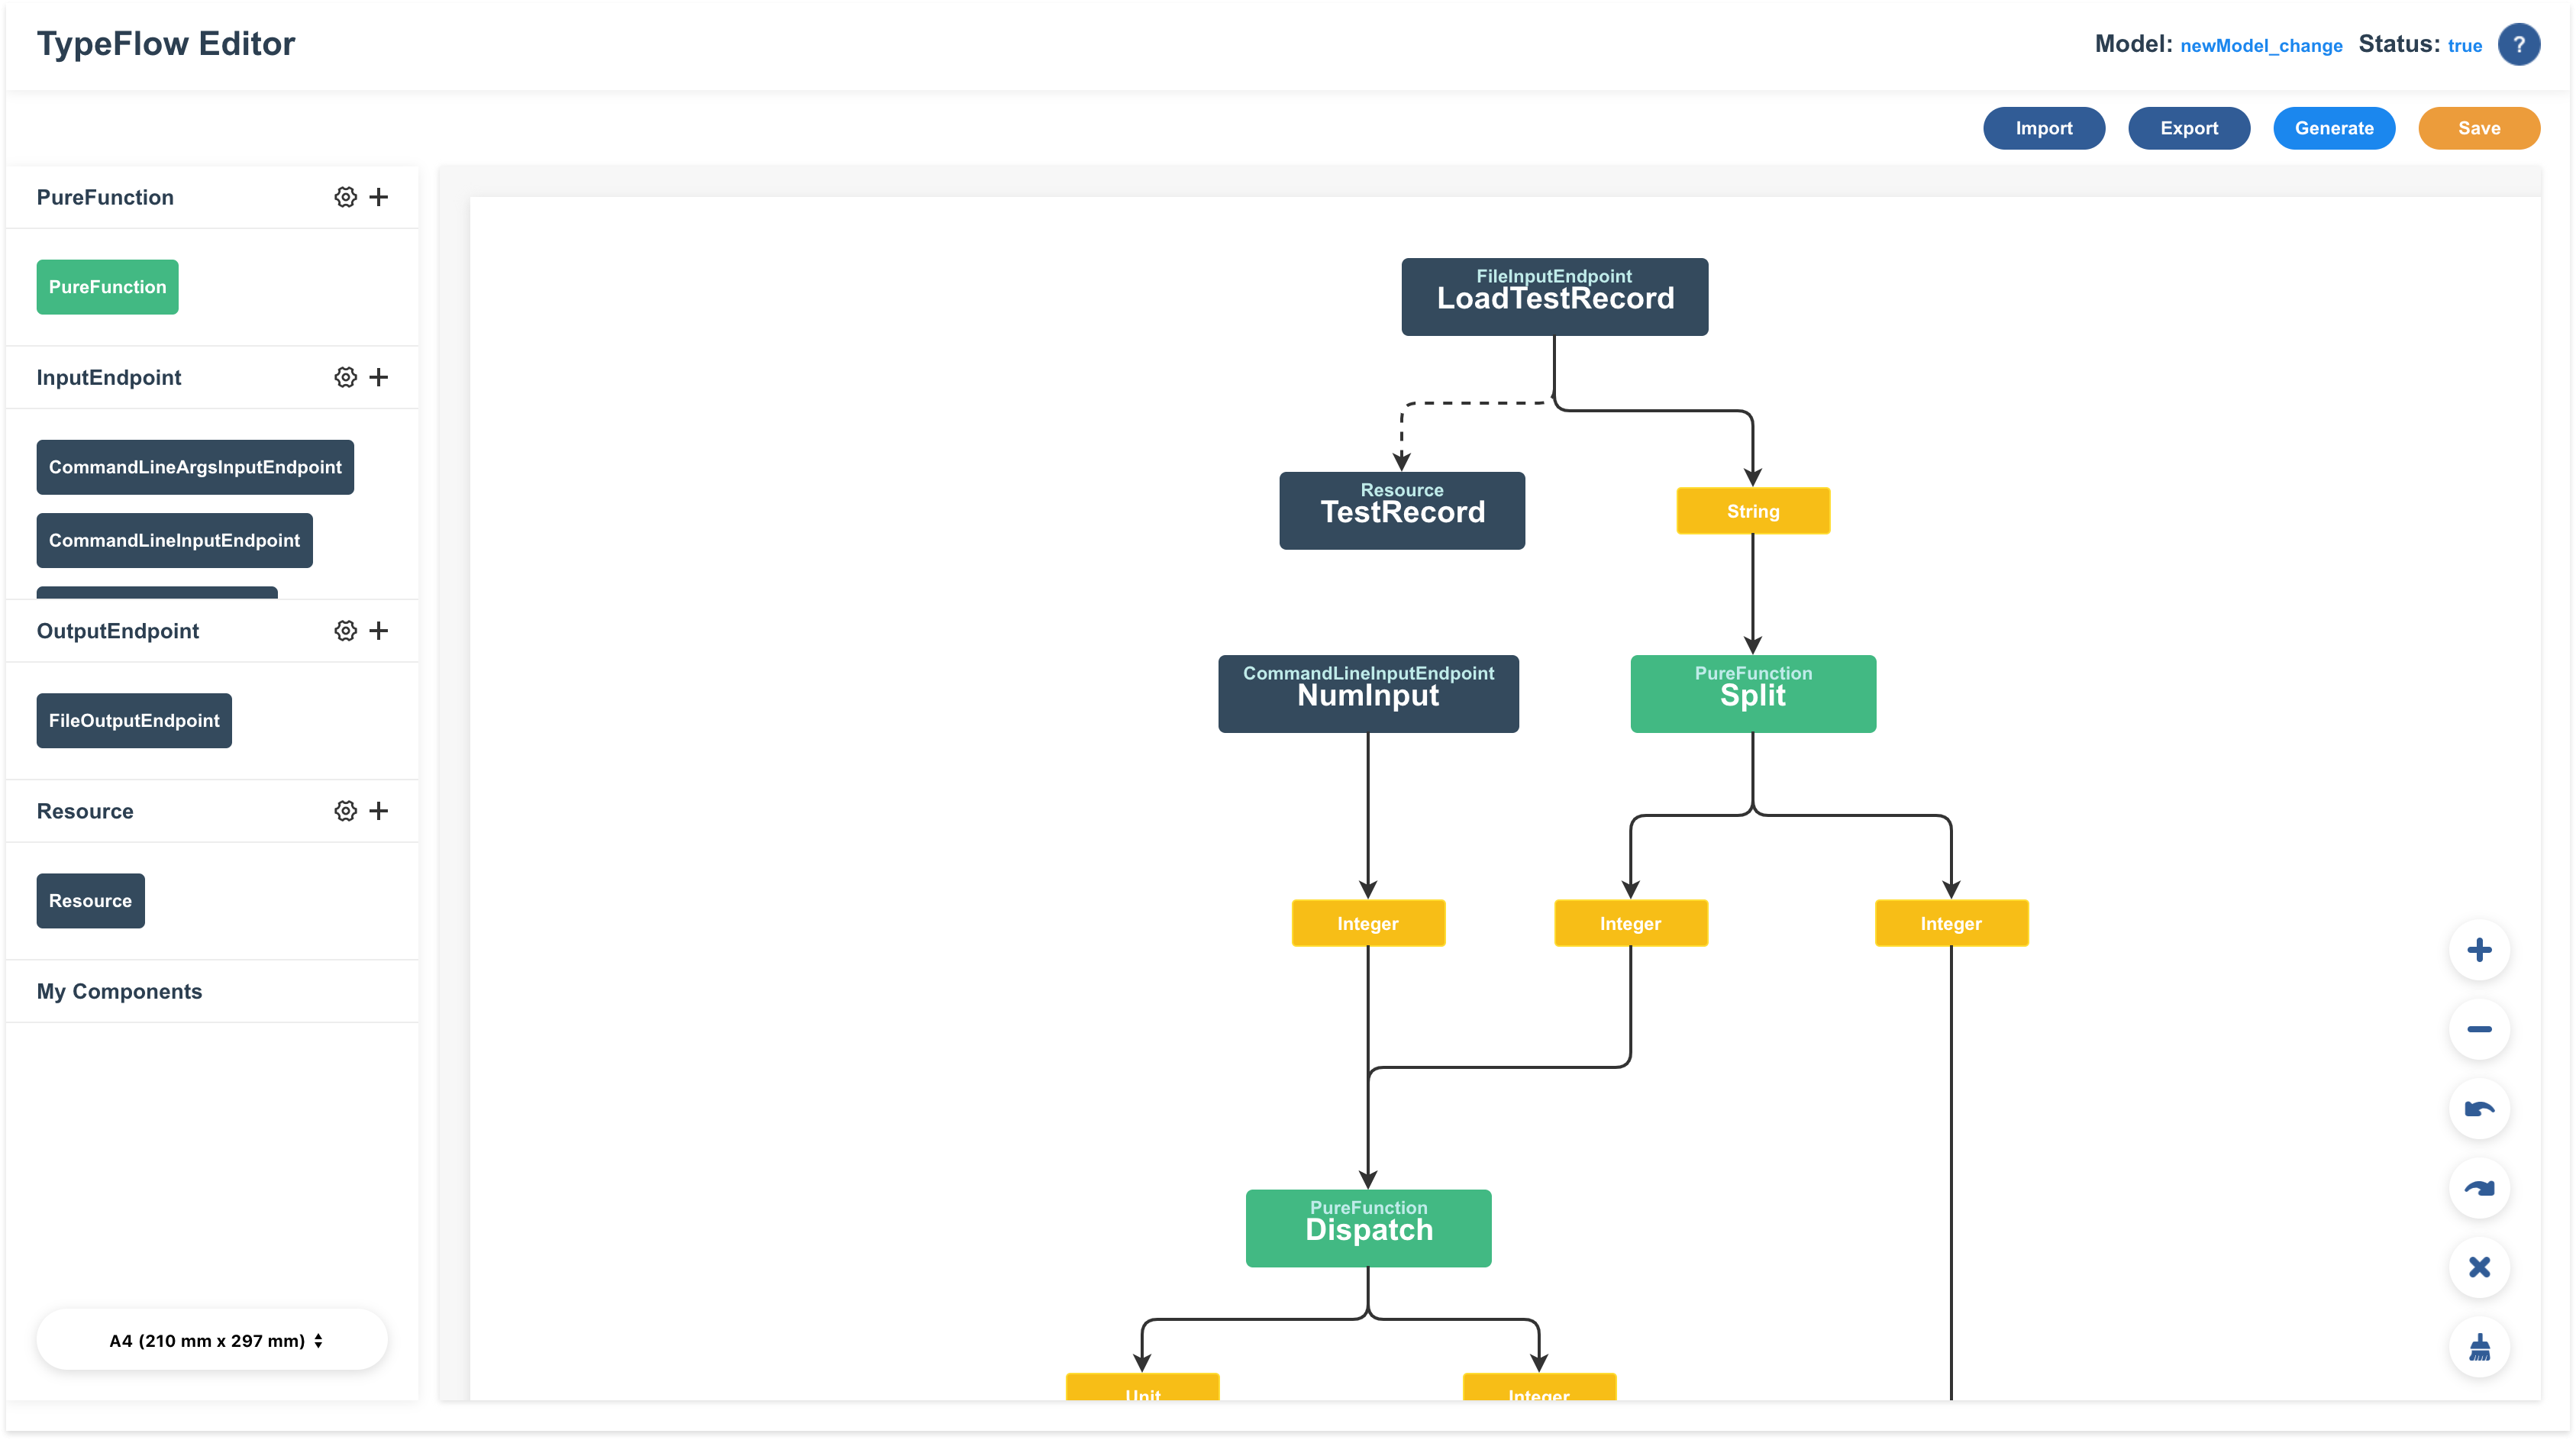 TypeFlow Editor
Model: newModel_change Status: true ?
Import Export Generate Save
PureFunction
PureFunction
InputEndpoint
CommandLineArgsInputEndpoint
CommandLineInputEndpoint
OutputEndpoint
FileOutputEndpoint
Resource
Resource
My Components
A4 (210 mm x 297 mm)
FileInputEndpoint
LoadTestRecord
Resource
TestRecord
String
CommandLineInputEndpoint
NumInput
PureFunction
Split
Integer
Integer
Integer
PureFunction
Dispatch
Unit
Integer